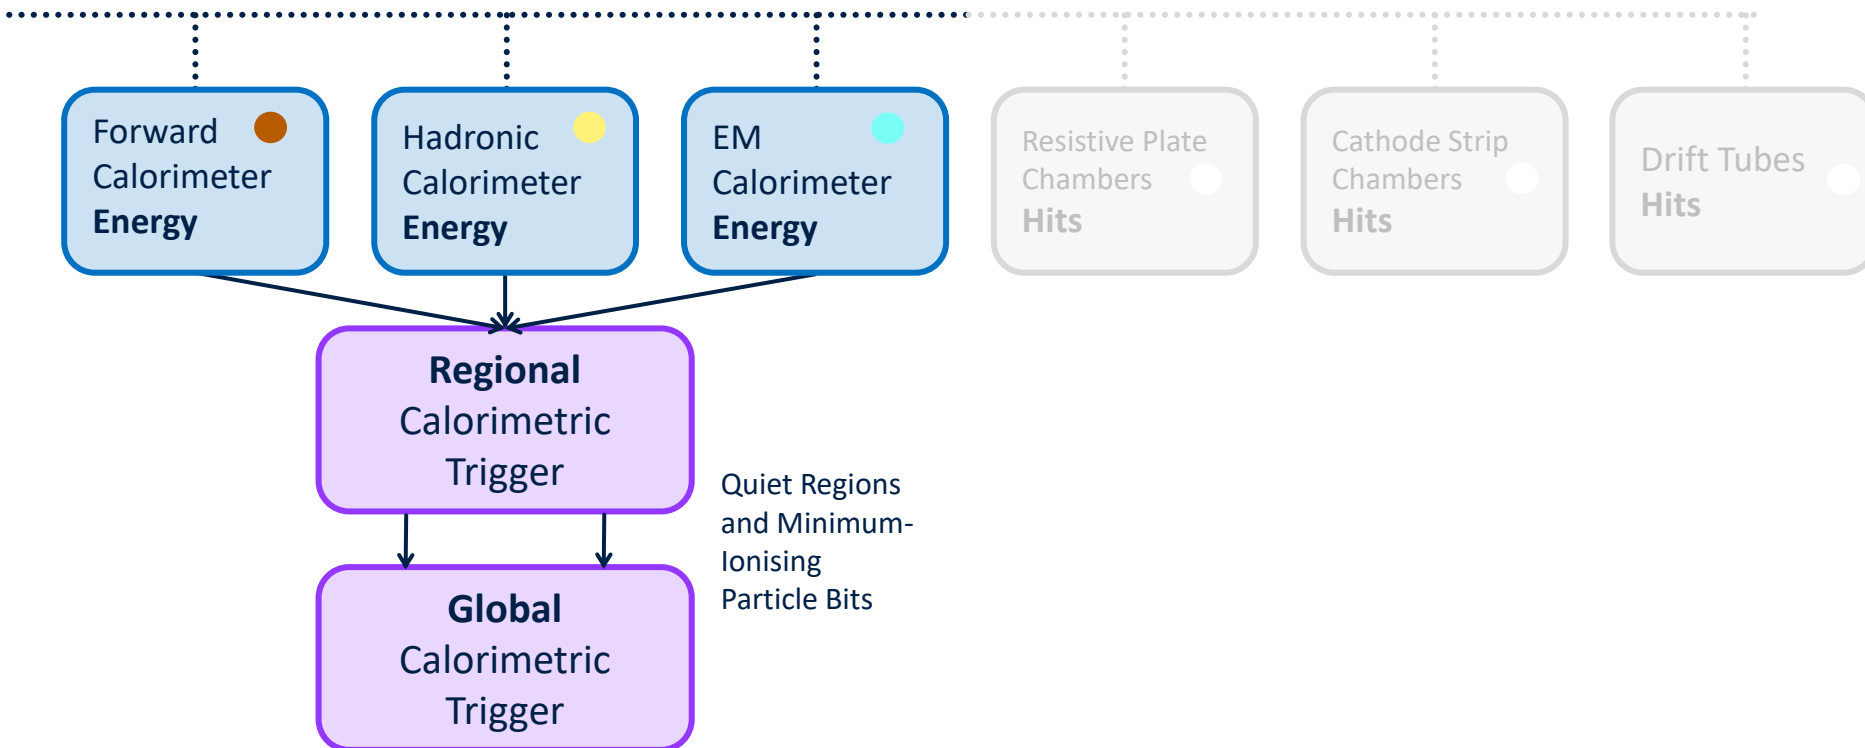 Forward
Calorimeter
Energy
Hadronic
Calorimeter
Energy
EM
Calorimeter
Energy
Resistive Plate
Chambers
Hits
Cathode Strip
Chambers
Hits
Drift Tubes
Hits
Regional
Calorimetric
Trigger
Quiet Regions
and Minimum-
Ionising
Particle Bits
Global
Calorimetric
Trigger